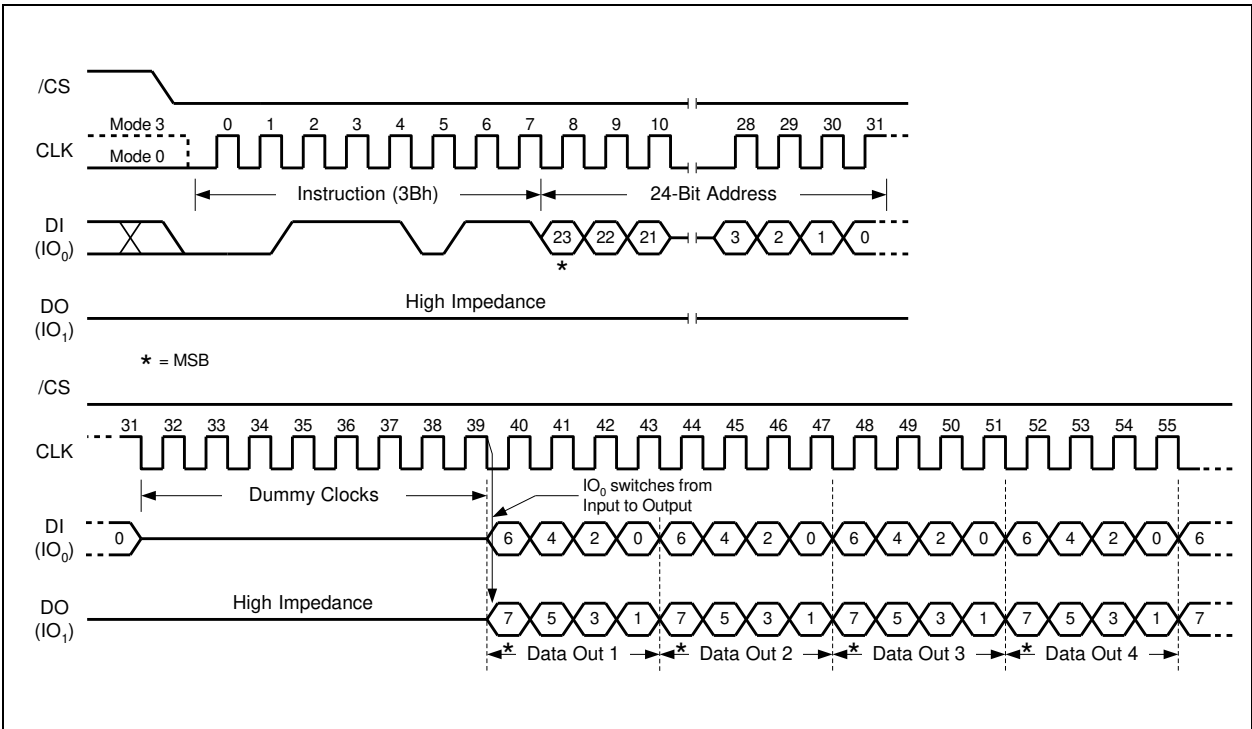 /CS
Mode 3 0 1 2 3 4 5 6 7 8 9 10 28 29 30 31
CLK
Mode 0
Instruction (3Bh) 24-Bit Address
DI
(IO0)
23 22 21 3 2 1 0
*
High Impedance
DO
(IO1)
* = MSB
/CS
31 32 33 34 35 36 37 38 39 40 41 42 43 44 45 46 47 48 49 50 51 52 53 54 55
CLK
Dummy Clocks
IO0 switches from
Input to Output
DI
(IO0)
0 6 4 2 0 6 4 2 0 6 4 2 0 6 4 2 0 6
High Impedance
DO
(IO1)
7 5 3 1 7 5 3 1 7 5 3 1 7 5 3 1 7
* Data Out 1 * Data Out 2 * Data Out 3 * Data Out 4